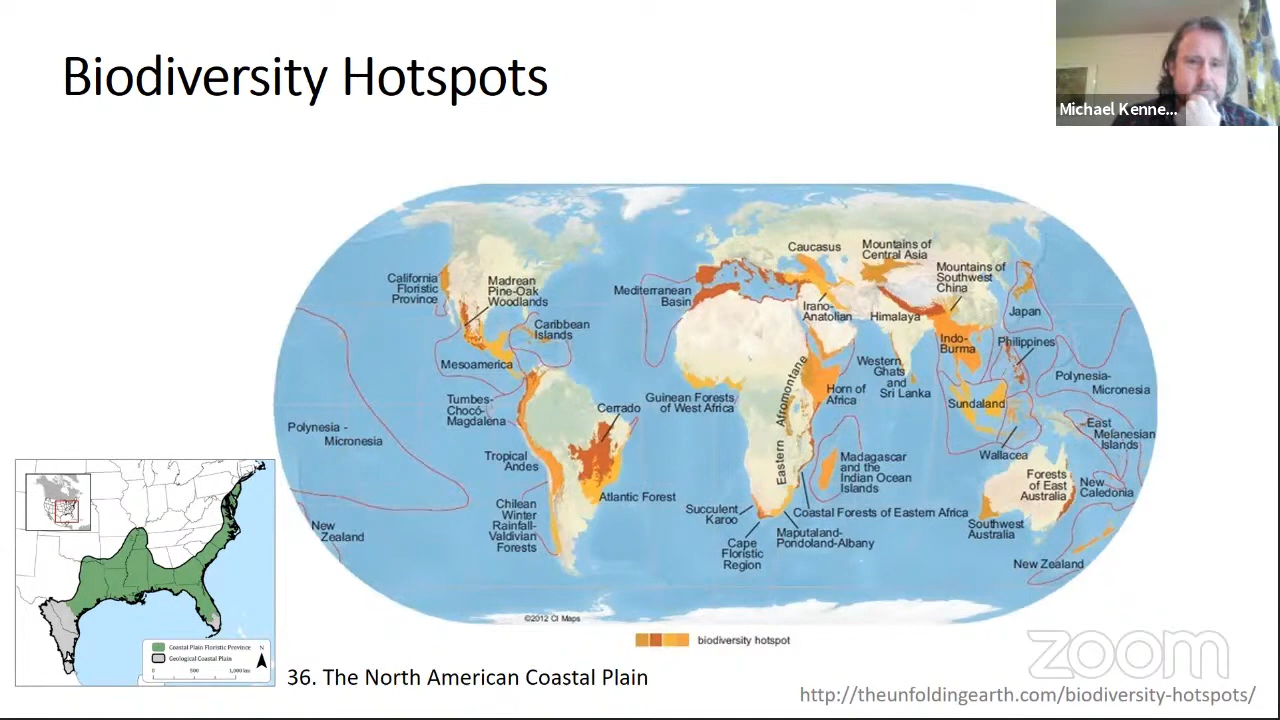 Biodiversity Hotspots
Michael Kenne...
California
Floristic
Province
Madrean
Pine-Oak
Woodlands
Caribbean
Islands
Mesoamerica
Tumbes-
Chocó-
Magdalena
Polynesia -
Micronesia
Tropical
Andes
Cerrado
Atlantic Forest
Chilean
Winter
Rainfall-
Valdivian
Forests
New
Zealand
Mediterranean
Basin
Caucasus
Irano-
Anatolian
Mountains of
Central Asia
Mountains of
Southwest
China
Himalaya
Japan
Indo-
Burma
Philippines
Western
Ghats
and
Sri Lanka
Polynesia-
Micronesia
Guinean Forests
of West Africa
Eastern Afromontane
Horn of
Africa
Sundaland
East
Melanesian
Islands
Wallacea
Madagascar
and the
Indian Ocean
Islands
Forests
of East
Australia
New
Caledonia
Succulent
Karoo
Coastal Forests of Eastern Africa
Cape
Floristic
Region
Maputaland-
Pondoland-Albany
Southwest
Australia
New Zealand
©2012 CI Maps
biodiversity hotspot
Coastal Plain Floristic Province
Geological Coastal Plain
N
0 500 1,000 km
36. The North American Coastal Plain
zoom
http://theunfoldingearth.com/biodiversity-hotspots/